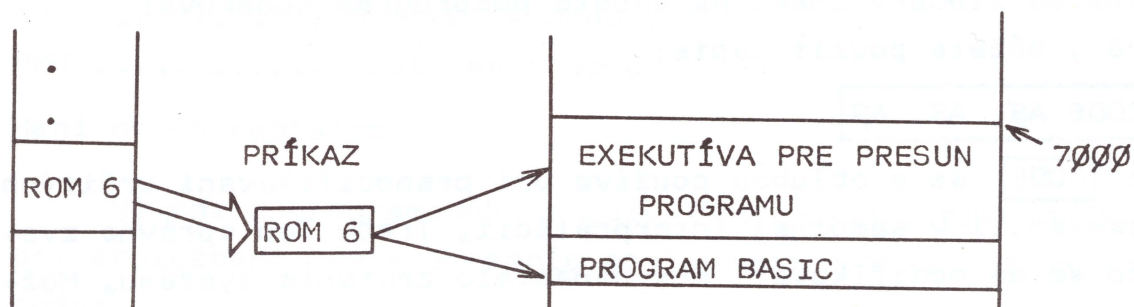 PRÍKAZ
ROM 6
ROM 6
EXEKUTÍVA PRE PRESUN
PROGRAMU
PROGRAM BASIC
7ØØØ